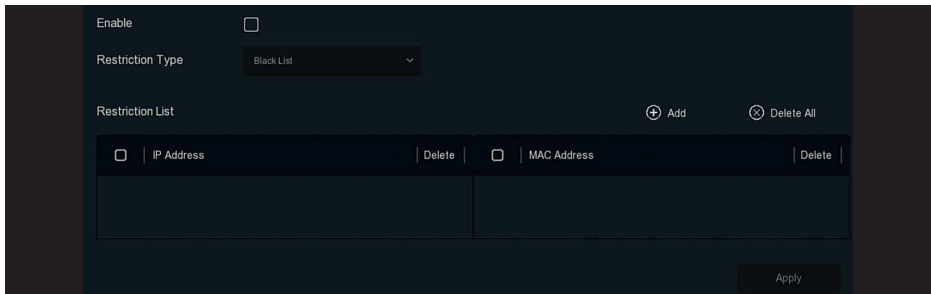 Enable
Restriction Type Black List
Restriction List Add Delete All
IP Address Delete MAC Address Delete
Apply